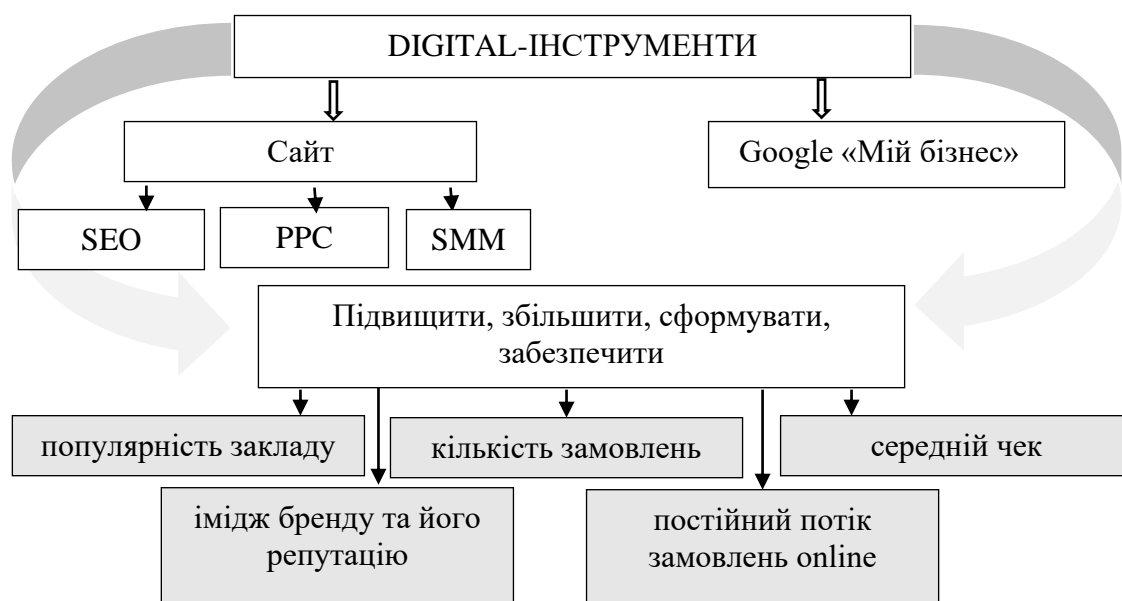 DIGITAL-ІНСТРУМЕНТИ
Сайт
Google «Мій бізнес»
SEO
PPC
SMM
Підвищити, збільшити, сформувати,
забезпечити
популярність закладу
кількість замовлень
середній чек
імідж бренду та його
репутацію
постійний потік
замовлень online